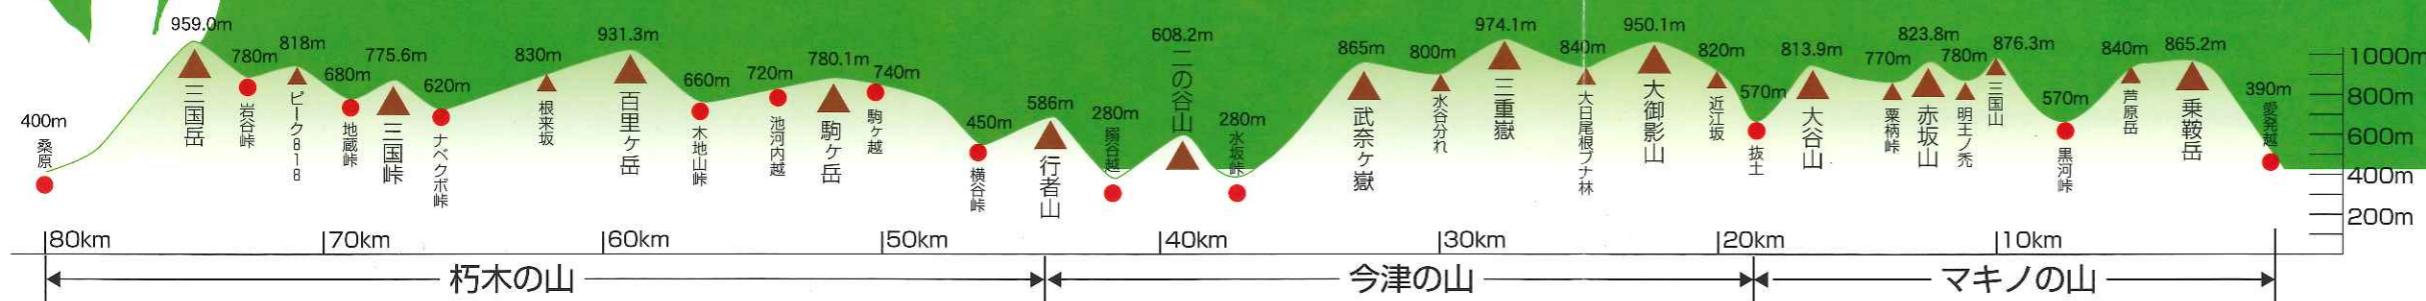 400m
桑原
959.0m
三国岳
780m
岩谷峠
818m
ピーク818
680m
地蔵峠
775.6m
三国峠
620m
ナベクボ峠
830m
根来坂
931.3m
百里ヶ岳
660m
木地山峠
720m
池河内越
780.1m
駒ヶ岳
740m
駒ヶ越
450m
横谷峠
586m
行者山
280m
鞍谷越
608.2m
二の谷山
280m
水坂峠
865m
武奈ヶ嶽
800m
水谷分れ
974.1m
三重嶽
840m
大日尾根ブナ林
950.1m
大御影山
820m
近江坂
570m
抜土
813.9m
大谷山
770m
粟柄峠
823.8m
赤坂山
780m
明王ノ禿
876.3m
三国山
570m
黒河峠
840m
芦原岳
865.2m
乗鞍岳
390m
愛発越
1000m
800m
600m
400m
200m
80km
70km
60km
50km
40km
30km
20km
10km
朽木の山
今津の山
マキノの山